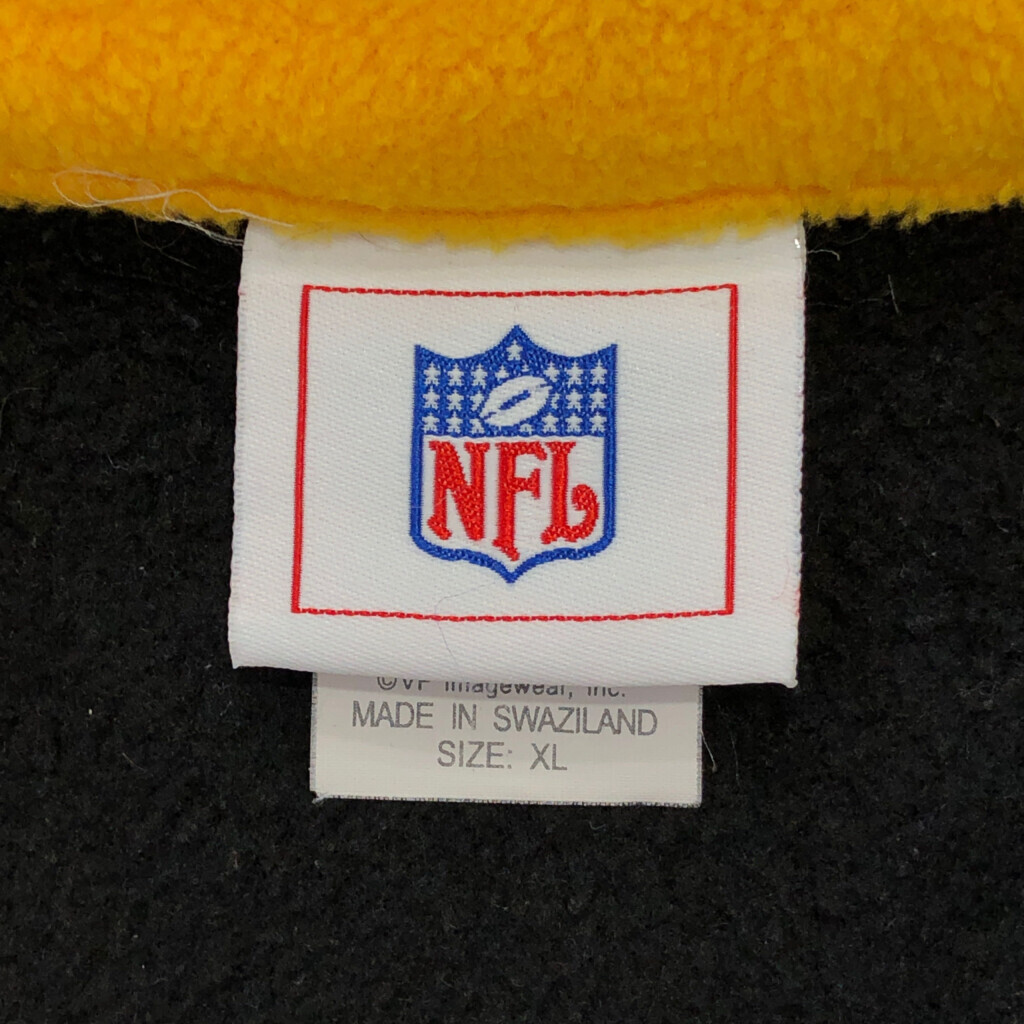 NFL
©VF Imagewear, Inc.
MADE IN SWAZILAND
SIZE: XL